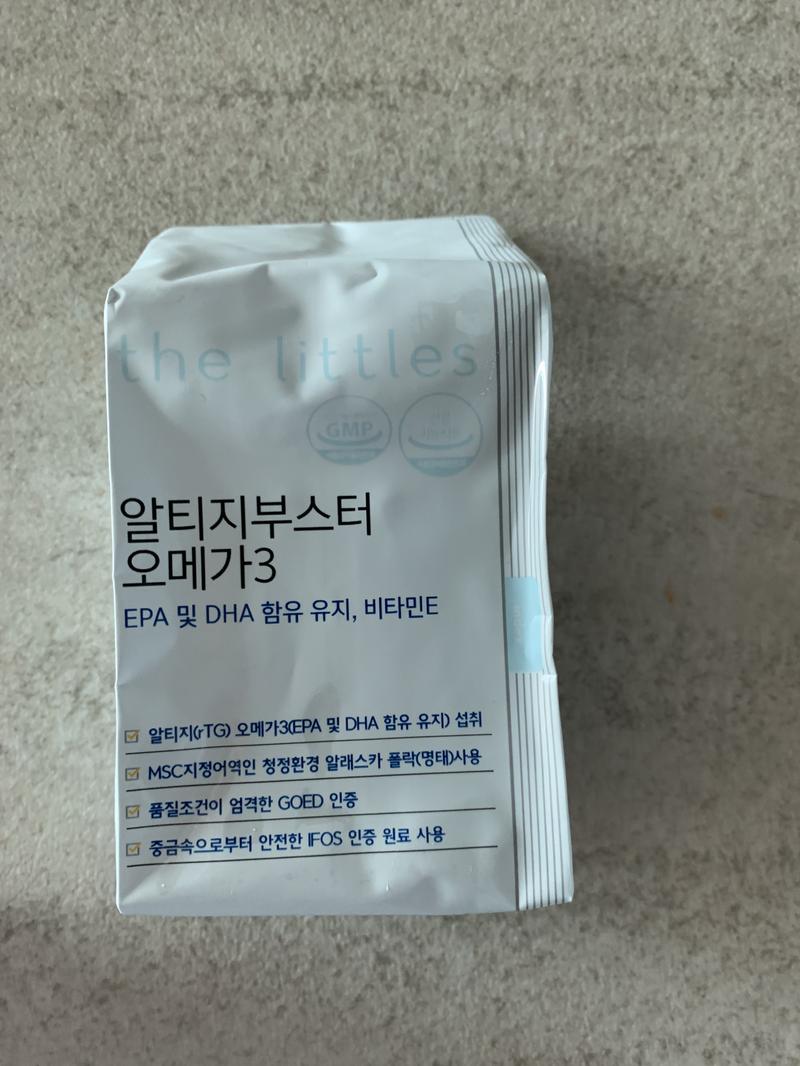 the littles
GMP
알티지부스터
오메가3
EPA 및 DHA 함유 유지, 비타민E
알티지(rTG) 오메가3(EPA 및 DHA 함유 유지) 섭취
MSC지정어역인 청정환경 알래스카 폴락(명태)사용
품질조건이 엄격한 GOED 인증
중금속으로부터 안전한 IFOS 인증 원료 사용